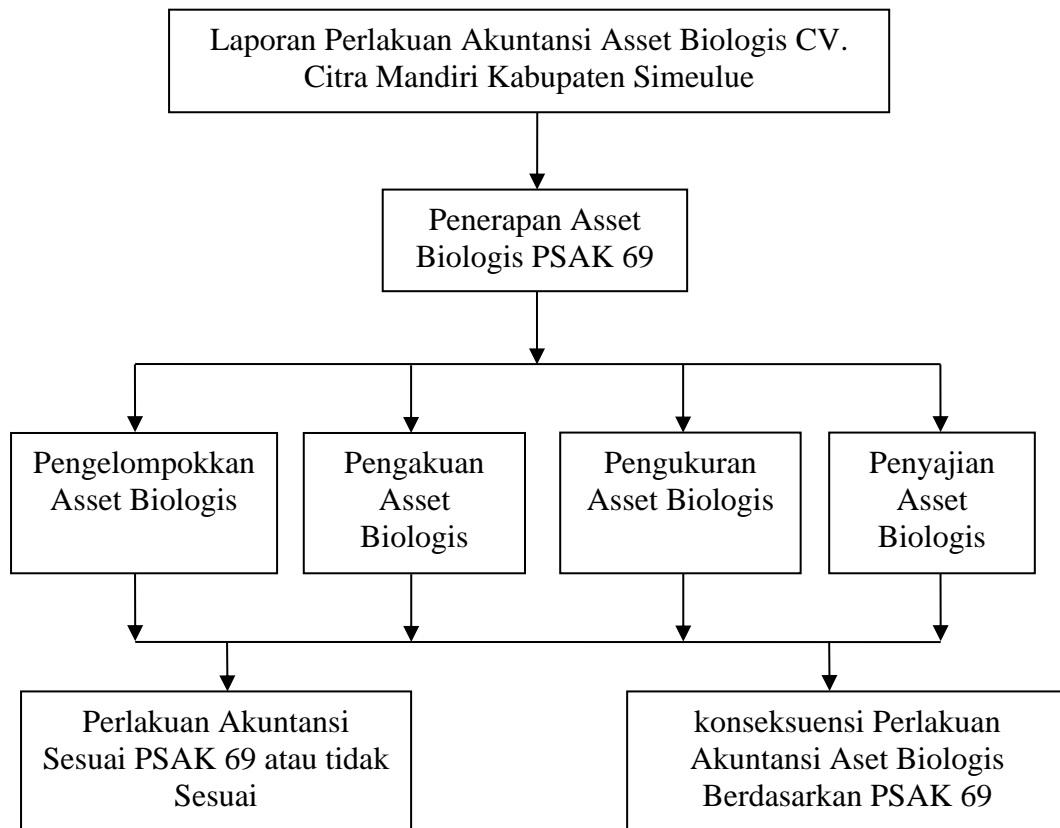 Laporan Perlakuan Akuntansi Asset Biologis CV.
Citra Mandiri Kabupaten Simeulue
Penerapan Asset
Biologis PSAK 69
Pengelompokkan
Asset Biologis
Pengakuan
Asset
Biologis
Pengukuran
Asset Biologis
Penyajian
Asset
Biologis
Perlakuan Akuntansi
Sesuai PSAK 69 atau tidak
Sesuai
konseksuensi Perlakuan
Akuntansi Aset Biologis
Berdasarkan PSAK 69